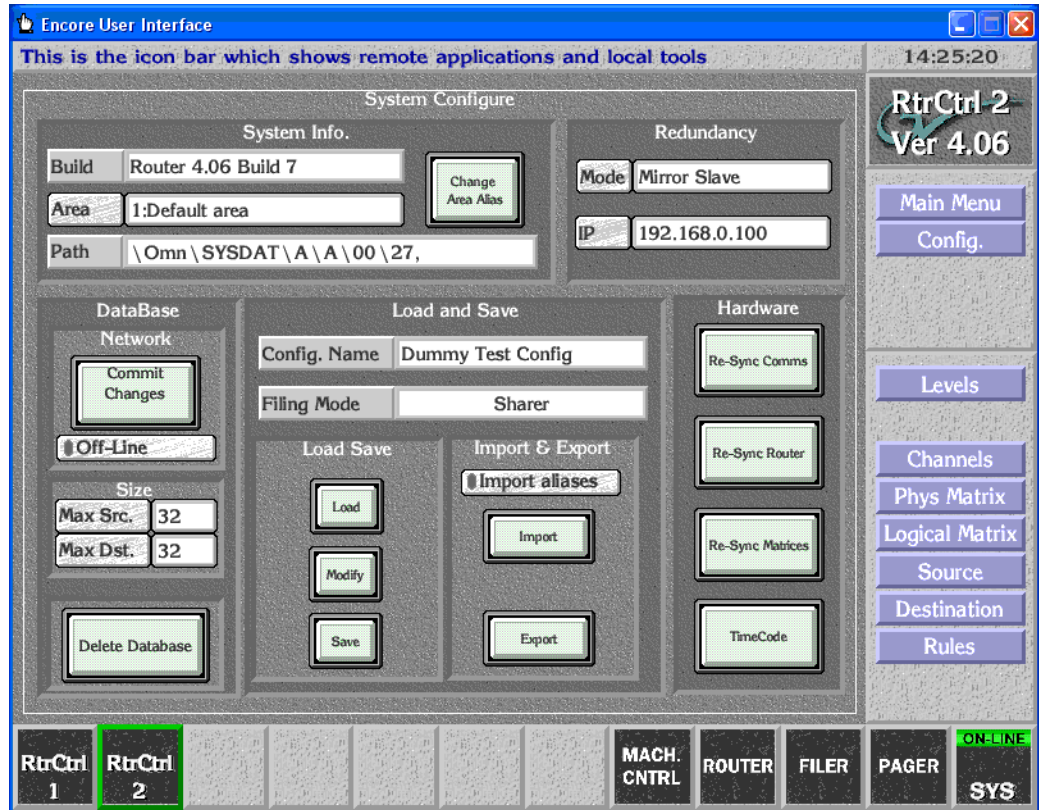 Encore User Interface
This is the icon bar which shows remote applications and local tools
14:25:20
RtrCtrl 2
Ver 4.06
System Configure
System Info.
Build
Router 4.06 Build 7
Area
1:Default area
Path
\Omn\SYSDAT\A\A\00\27,
Change
Area Alias
Redundancy
Mode
Mirror Slave
IP
192.168.0.100
Main Menu
Config.
DataBase
Network
Commit
Changes
Off-Line
Size
Max Src.
32
Max Dst.
32
Delete Database
Load and Save
Config. Name
Dummy Test Config
Filing Mode
Sharer
Load Save
Load
Modify
Save
Import & Export
Import aliases
Import
Export
Hardware
Re-Sync Comms
Re-Sync Router
Re-Sync Matrices
TimeCode
Levels
Channels
Phys Matrix
Logical Matrix
Source
Destination
Rules
RtrCtrl
1
RtrCtrl
2
MACH.
CNTRL
ROUTER
FILER
PAGER
ON-LINE
SYS